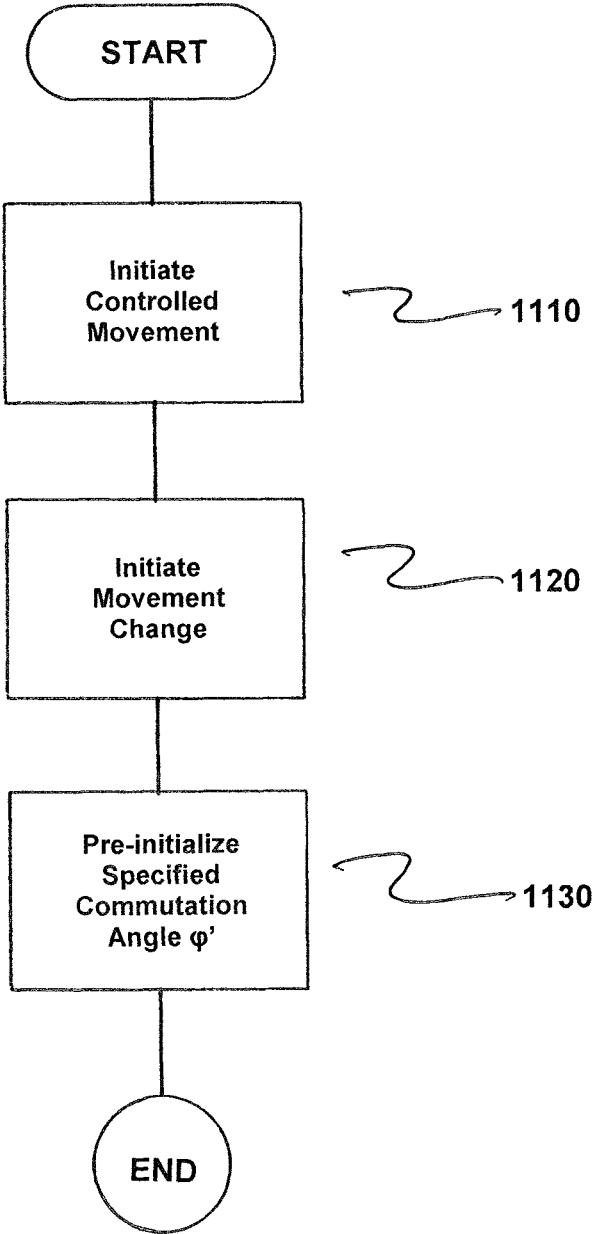 START
Initiate
Controlled
Movement
1110
Initiate
Movement
Change
1120
Pre-initialize
Specified
Commutation
Angle φ’
1130
END